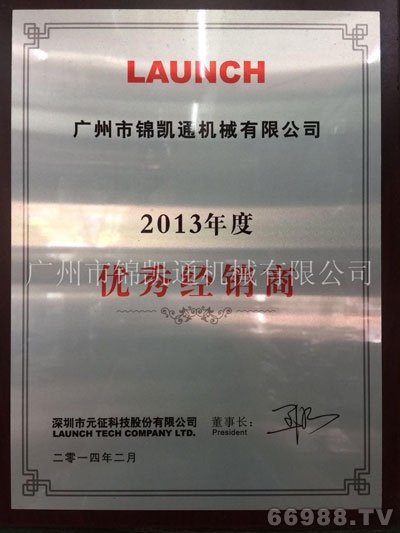 LAUNCH
广州市锦凯通机械有限公司
2013年度
广州市锦凯通机械有限公司
优秀经销商
深圳市元征科技股份有限公司 董事长:
LAUNCH TECH COMPANY LTD. President
二零一四年二月
66988.TV